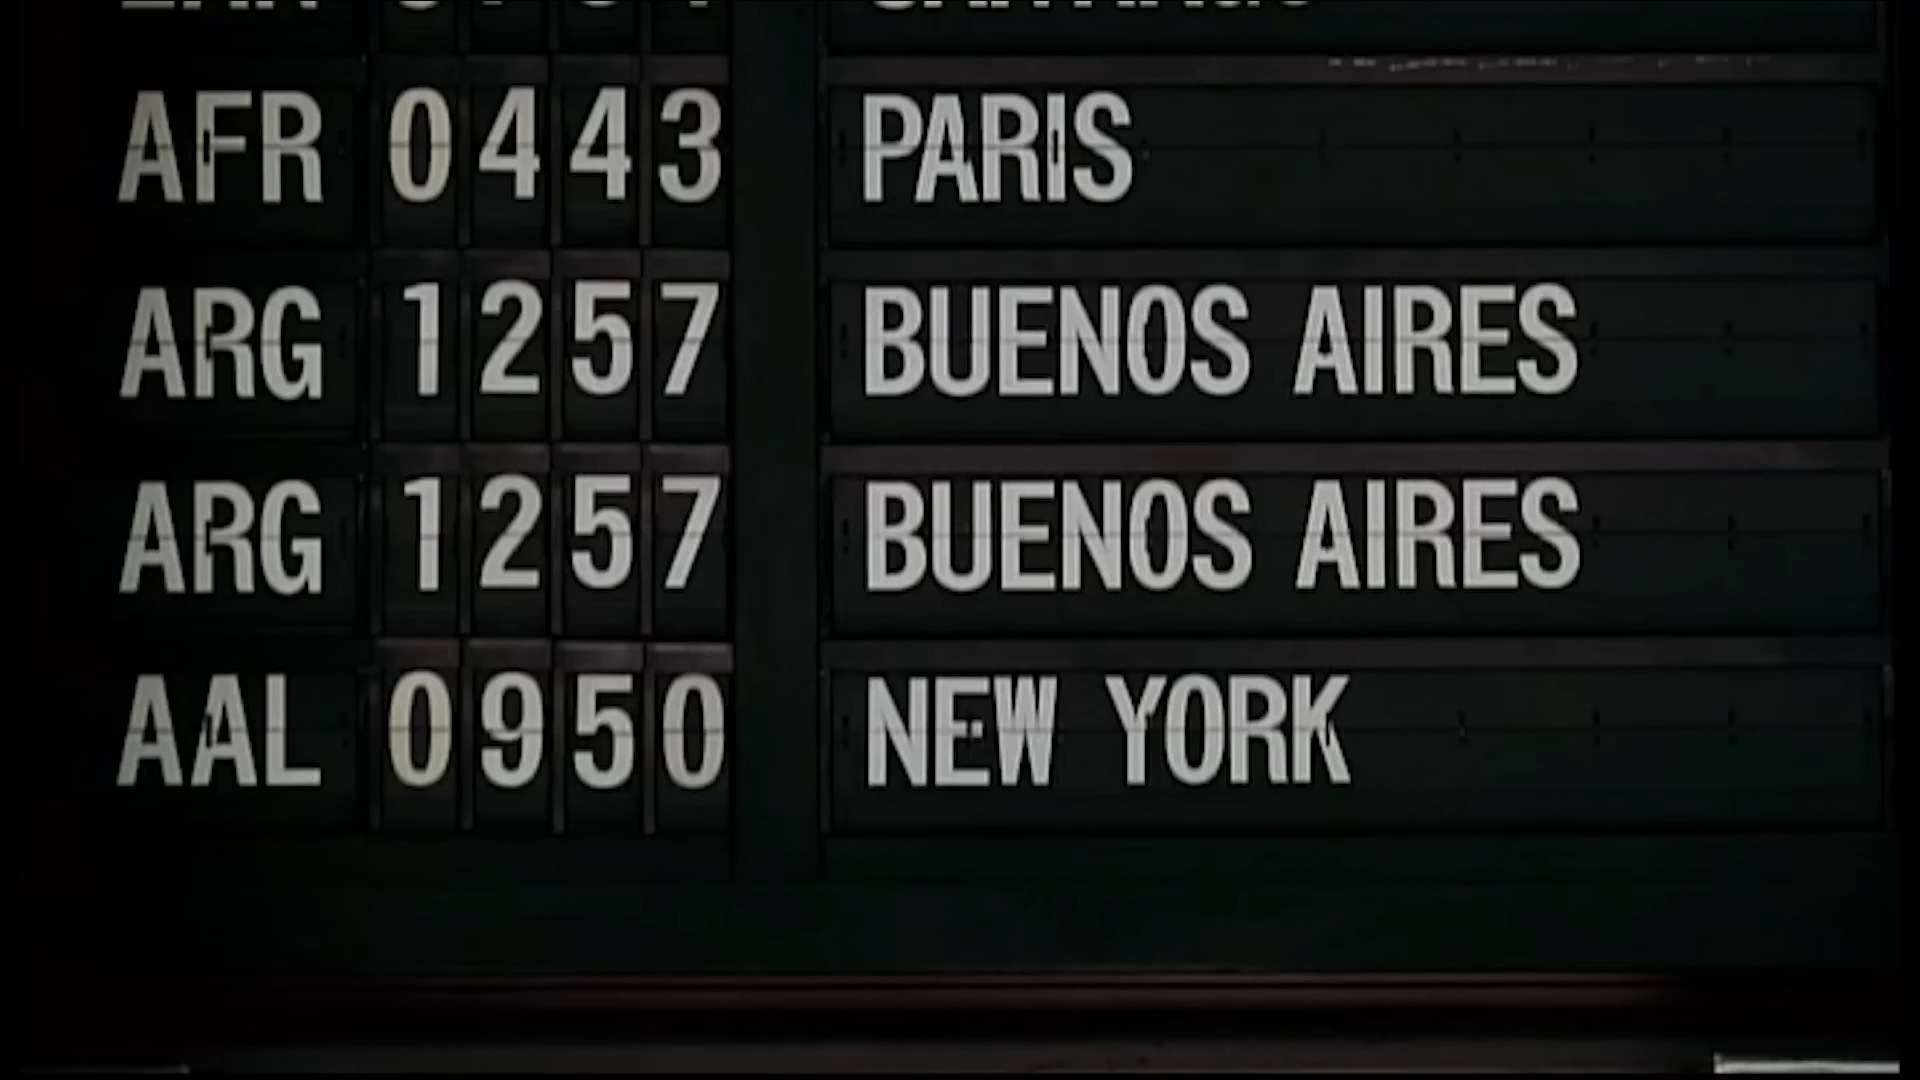 AFR 0443 PARIS
ARG 1257 BUENOS AIRES
ARG 1257 BUENOS AIRES
AAL 0950 NEW YORK